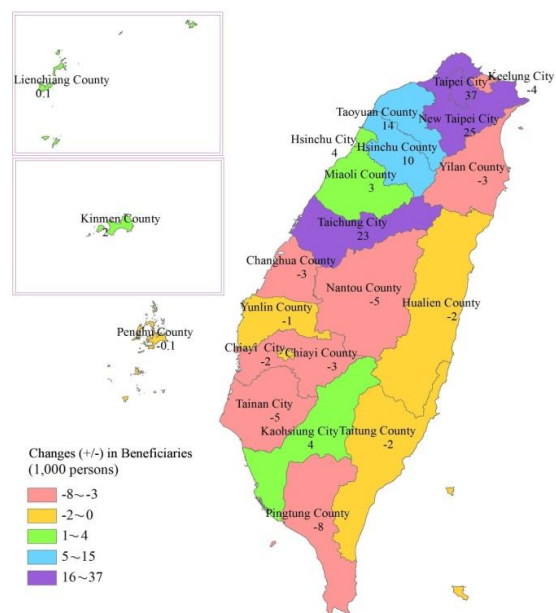 Lienchiang County
0.1
Kinmen County
2
Penghu County
-0.1
Taipei City
37
Keelung City
-4
New Taipei City
25
Taoyuan County
14
Hsinchu City
4
Hsinchu County
10
Yilan County
-3
Miaoli County
3
Taichung City
23
Changhua County
-3
Nantou County
-5
Hualien County
-2
Yunlin County
-1
Chiayi City
-2
Chiayi County
-3
Tainan City
-5
Kaohsiung City
4
Taitung County
-2
Pingtung County
-8
Changes (+/-) in Beneficiaries
(1,000 persons)
-8～-3
-2～0
1～4
5～15
16～37